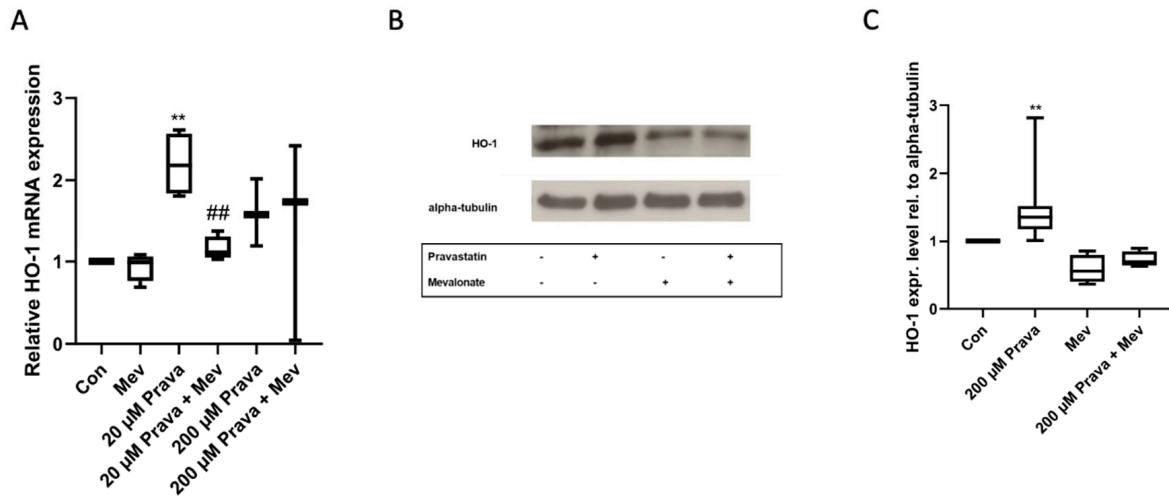 A
Relative HO-1 mRNA expression
3
2
1
0
**
##
Con
Mev
20 µM Prava
20 µM Prava + Mev
200 µM Prava
200 µM Prava + Mev
B
HO-1
alpha-tubulin
Pravastatin - + - +
Mevalonate - - + +
C
HO-1 expr. level rel. to alpha-tubulin
3
2
1
0
**
Con
200 µM Prava
Mev
200 µM Prava + Mev